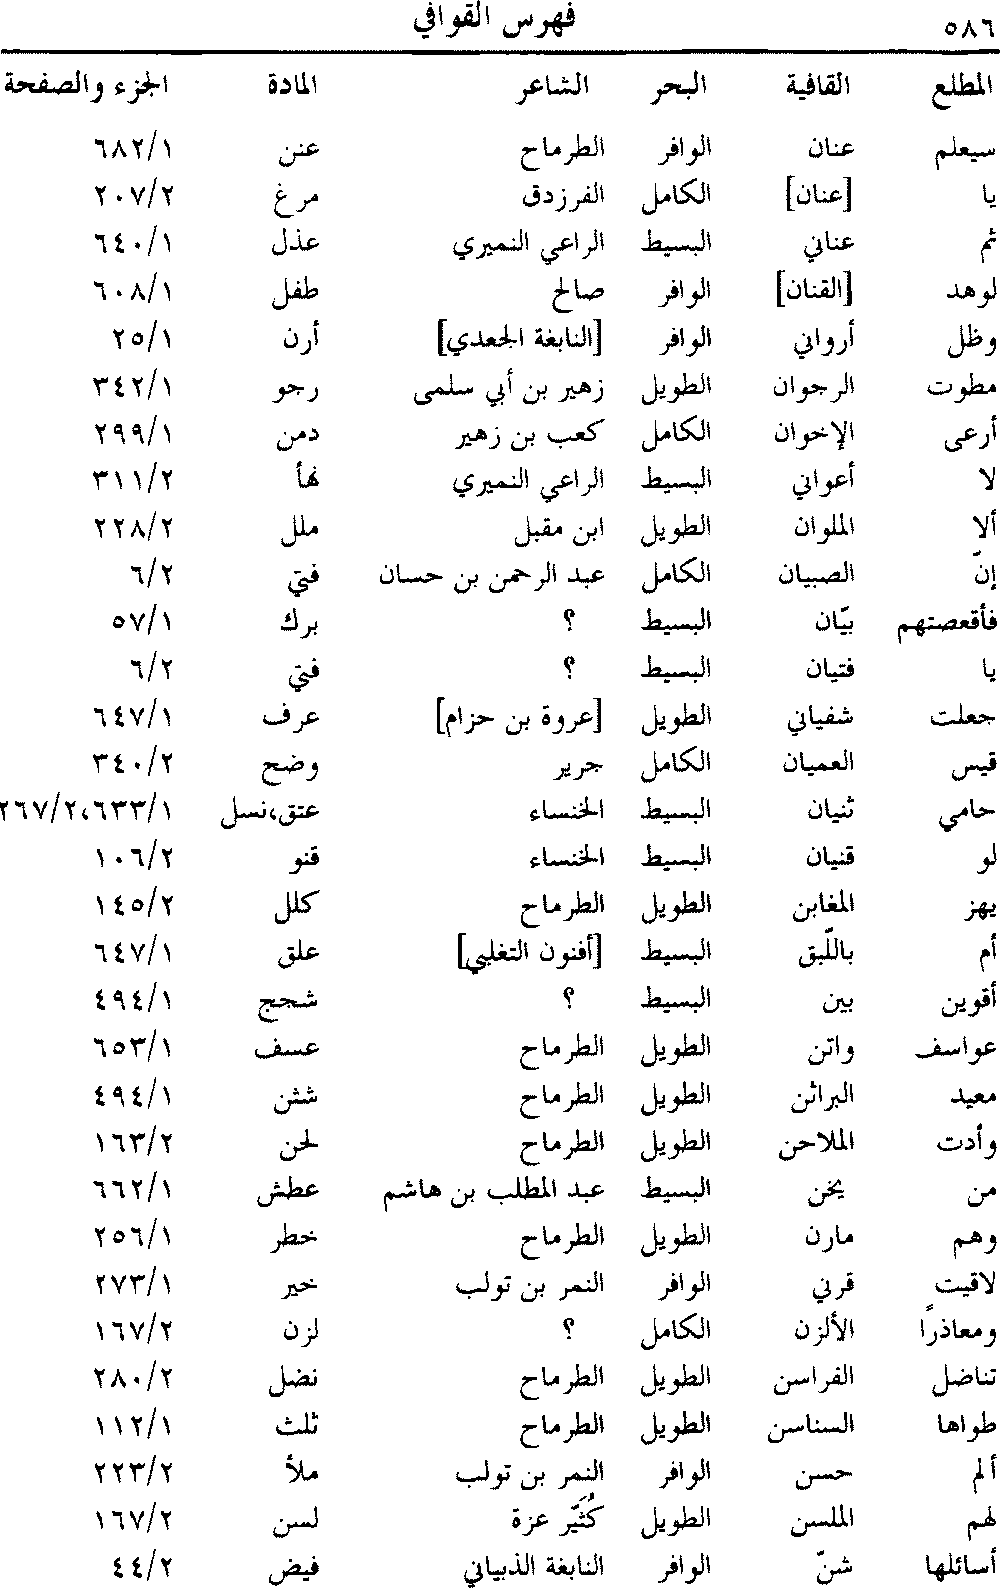 ٥٨٦ فهرس القوافي
المطلع القافية البحر الشاعر المادة الجزء والصفحة
سيعلم عنان الوافر الطرماح عنن ٦٨٢/١
يا [عنان] الكامل الفرزدق مرغ ٢٠٧/٢
ثم عناني البسيط الراعي النميري عذل ٦٤٠/١
لوهد [القنان] الوافر صالح طفل ٦٠٨/١
وظل أرواني الوافر [النابغة الجعدي] أرن ٢٥/١
مطوت الرجوان الطويل زهير بن أبي سلمى رجو ٣٤٢/١
أرعى الإخوان الكامل كعب بن زهير دمن ٢٩٩/١
لا أعواني البسيط الراعي النميري نهأ ٣١١/٢
ألا الملوان الطويل ابن مقبل ملل ٢٢٨/٢
إنّ الصبيان الكامل عبد الرحمن بن حسان فتي ٦/٢
فأقعصتهم بيّان البسيط ؟ برك ٥٧/١
يا فتيان البسيط ؟ فتي ٦/٢
جعلت شفياني الطويل [عروة بن حزام] عرف ٦٤٧/١
قيس العميان الكامل جرير وضح ٣٤٠/٢
حامي ثنيان البسيط الخنساء عتق،نسل ٢٦٧/٢،٦٣٣/١
لو قنيان البسيط الخنساء قنو ١٠٦/٢
يهز المغابن الطويل الطرماح كلل ١٤٥/٢
أم باللّبق البسيط [أفنون التغلبي] علق ٦٤٧/١
أقوين بين البسيط ؟ شجج ٤٩٤/١
عواسف واتن الطويل الطرماح عسف ٦٥٣/١
معيد البراثن الطويل الطرماح شثن ٤٩٤/١
وأدت الملاحن الطويل الطرماح لحن ١٦٣/٢
من يخن البسيط عبد المطلب بن هاشم عطش ٦٦٢/١
وهم مارن الطويل الطرماح خطر ٢٥٦/١
لاقيت قرني الوافر النمر بن تولب خير ٢٧٣/١
ومعاذرًا الألزن الكامل ؟ لزن ١٦٧/٢
تناضل الفراسن الطويل الطرماح نضل ٢٨٠/٢
طواها السناسن الطويل الطرماح ثلث ١١٢/١
ألم حسن الوافر النمر بن تولب ملأ ٢٢٣/٢
لهم الملسن الطويل كُثَيّر عزة لسن ١٦٧/٢
أسائلها شنّ الوافر النابغة الذبياني فيض ٤٤/٢